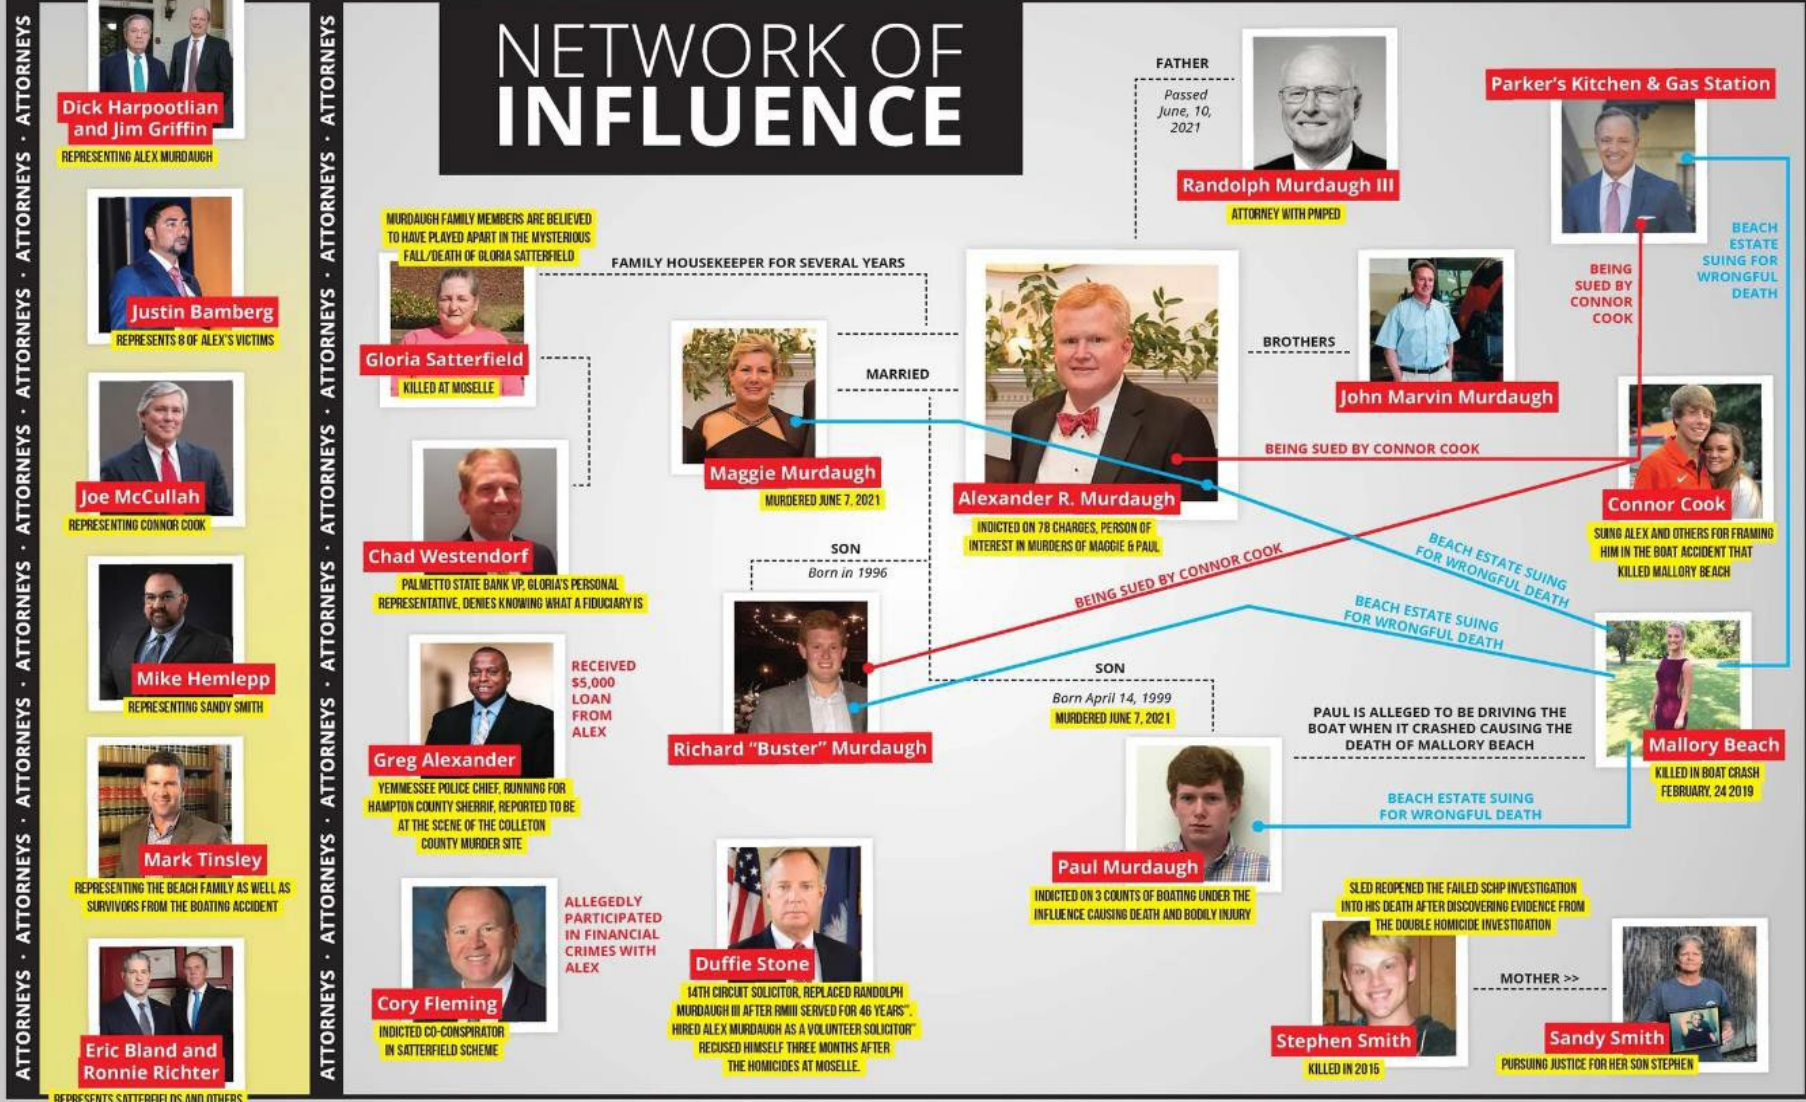 ATTORNEYS · ATTORNEYS · ATTORNEYS · ATTORNEYS · ATTORNEYS · ATTORNEYS · ATTORNEYS · ATTORNEYS
Dick Harpootlian
and Jim Griffin
REPRESENTING ALEX MURDAUGH
Justin Bamberg
REPRESENTS 8 OF ALEX'S VICTIMS
Joe McCullah
REPRESENTING CONNOR COOK
Mike Hemlepp
REPRESENTING SANDY SMITH
Mark Tinsley
REPRESENTING THE BEACH FAMILY AS WELL AS
SURVIVORS FROM THE BOATING ACCIDENT
Eric Bland and
Ronnie Richter
REPRESENTS SATTERFIELDS AND OTHERS
ATTORNEYS · ATTORNEYS · ATTORNEYS · ATTORNEYS · ATTORNEYS · ATTORNEYS · ATTORNEYS · ATTORNEYS
NETWORK OF
INFLUENCE
FATHER
Passed
June, 10,
2021
Randolph Murdaugh III
ATTORNEY WITH PMPED
Parker's Kitchen & Gas Station
BEACH
ESTATE
SUING FOR
WRONGFUL
DEATH
BEING
SUED BY
CONNOR
COOK
MURDAUGH FAMILY MEMBERS ARE BELIEVED
TO HAVE PLAYED APART IN THE MYSTERIOUS
FALL/DEATH OF GLORIA SATTERFIELD
FAMILY HOUSEKEEPER FOR SEVERAL YEARS
Gloria Satterfield
KILLED AT MOSELLE
MARRIED
Maggie Murdaugh
MURDERED JUNE 7, 2021
Alexander R. Murdaugh
INDICTED ON 78 CHARGES, PERSON OF
INTEREST IN MURDERS OF MAGGIE & PAUL
BROTHERS
John Marvin Murdaugh
BEING SUED BY CONNOR COOK
Connor Cook
SUING ALEX AND OTHERS FOR FRAMING
HIM IN THE BOAT ACCIDENT THAT
KILLED MALLORY BEACH
Chad Westendorf
PALMETTO STATE BANK VP, GLORIA'S PERSONAL
REPRESENTATIVE, DENIES KNOWING WHAT A FIDUCIARY IS
SON
Born in 1996
Richard "Buster" Murdaugh
BEING SUED BY CONNOR COOK
BEACH ESTATE SUING
FOR WRONGFUL DEATH
BEACH ESTATE SUING
FOR WRONGFUL DEATH
Greg Alexander
RECEIVED
$5,000
LOAN
FROM
ALEX
YEMMESSEE POLICE CHIEF, RUNNING FOR
HAMPTON COUNTY SHERRIF, REPORTED TO BE
AT THE SCENE OF THE COLLETON
COUNTY MURDER SITE
SON
Born April 14, 1999
MURDERED JUNE 7, 2021
Paul Murdaugh
INDICTED ON 3 COUNTS OF BOATING UNDER THE
INFLUENCE CAUSING DEATH AND BODILY INJURY
PAUL IS ALLEGED TO BE DRIVING THE
BOAT WHEN IT CRASHED CAUSING THE
DEATH OF MALLORY BEACH
Mallory Beach
KILLED IN BOAT CRASH
FEBRUARY, 24 2019
BEACH ESTATE SUING
FOR WRONGFUL DEATH
Cory Fleming
ALLEGEDLY
PARTICIPATED
IN FINANCIAL
CRIMES WITH
ALEX
INDICTED CO-CONSPIRATOR
IN SATTERFIELD SCHEME
Duffie Stone
14TH CIRCUIT SOLICITOR, REPLACED RANDOLPH
MURDAUGH III AFTER RMIII SERVED FOR 46 YEARS".
HIRED ALEX MURDAUGH AS A VOLUNTEER SOLICITOR"
RECUSED HIMSELF THREE MONTHS AFTER
THE HOMICIDES AT MOSELLE.
SLED REOPENED THE FAILED SCHP INVESTIGATION
INTO HIS DEATH AFTER DISCOVERING EVIDENCE FROM
THE DOUBLE HOMICIDE INVESTIGATION
Stephen Smith
KILLED IN 2015
MOTHER >>
Sandy Smith
PURSUING JUSTICE FOR HER SON STEPHEN